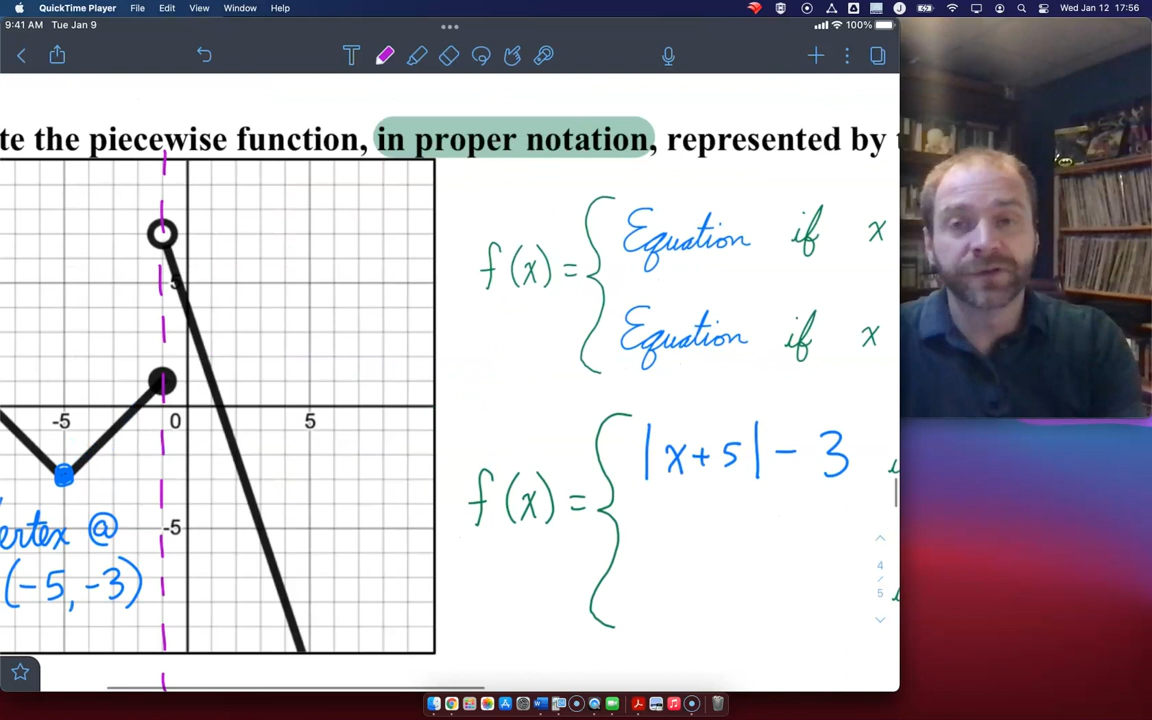 QuickTime Player File Edit View Window Help
Wed Jan 12 17:56
9:41 AM Tue Jan 9
100%
te the piecewise function, in proper notation, represented by t
f(x) = { Equation if x
Equation if x
5
-5 0 5
-5
f(x) = { |x+5| - 3 i
i
ertex @
(-5, -3)
4
/
5